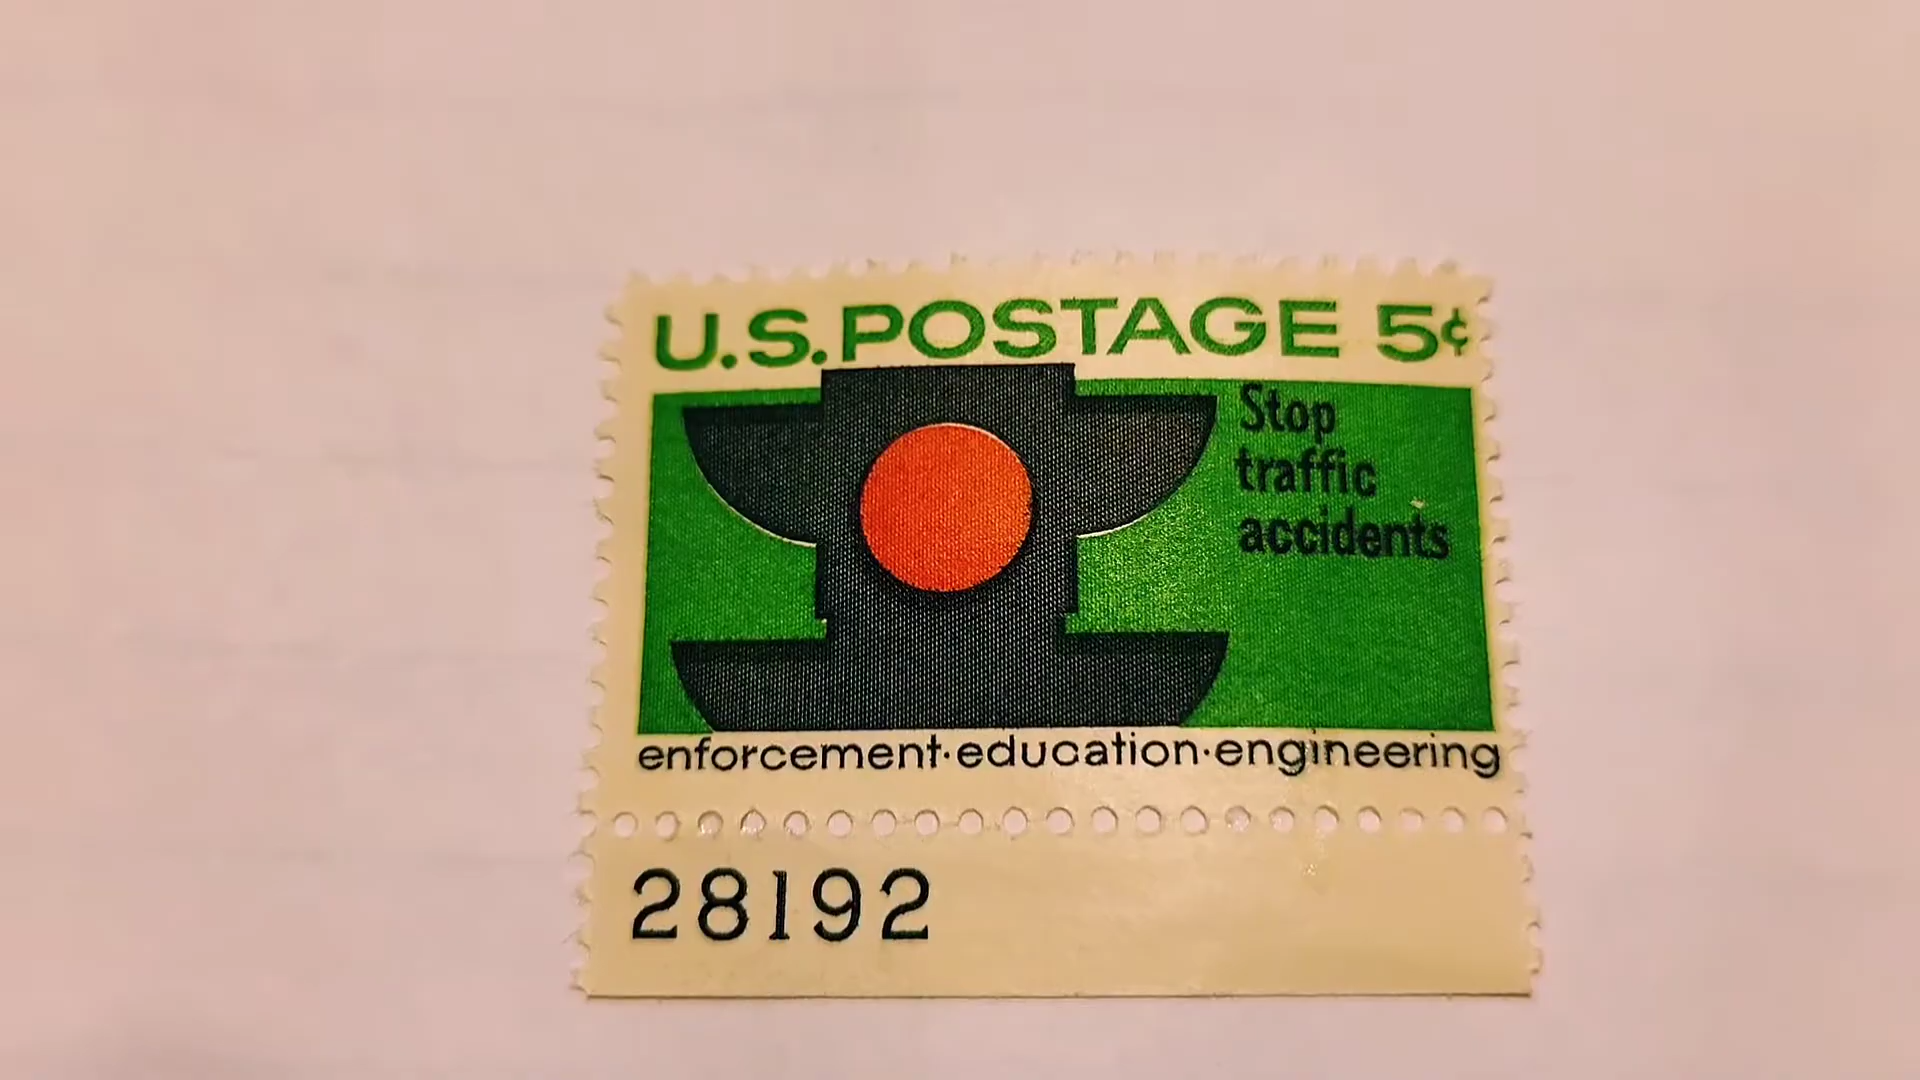 U.S. POSTAGE 5¢
Stop
traffic
accidents
enforcement·education·engineering
28192